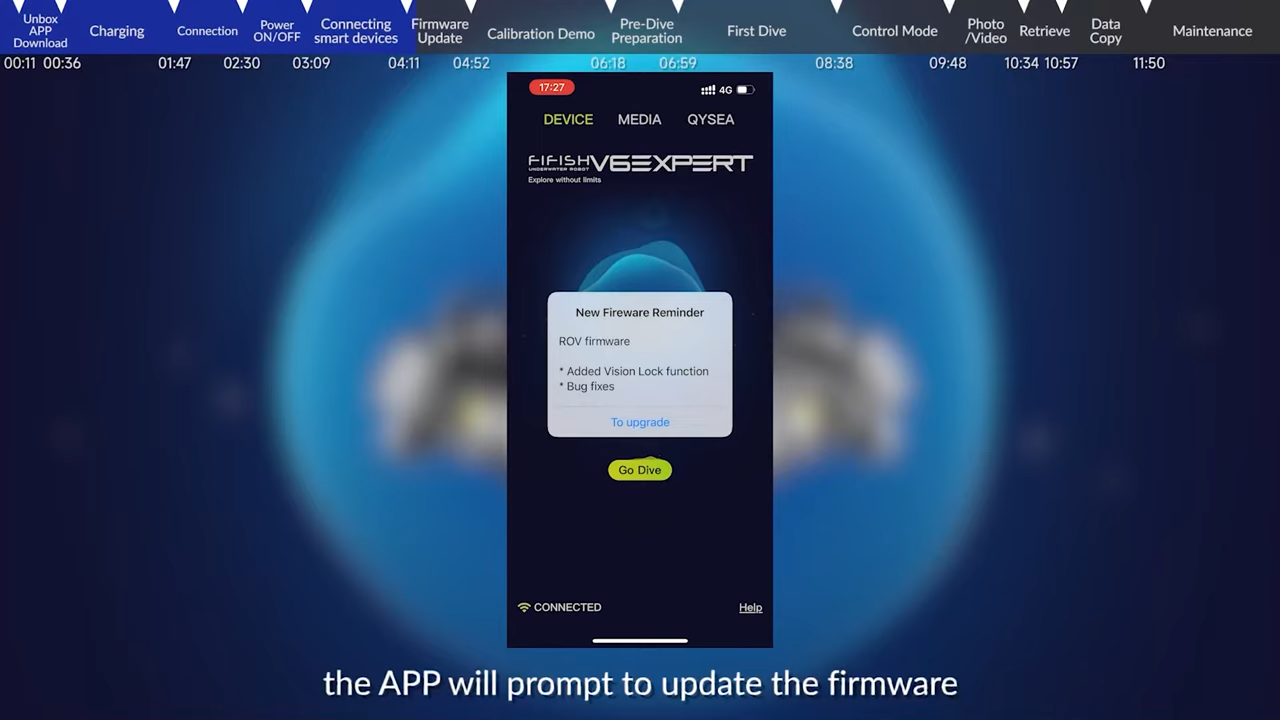 Unbox
APP
Download
Charging
Connection
Power
ON/OFF
Connecting
smart devices
Firmware
Update
Calibration Demo
Pre-Dive
Preparation
First Dive
Control Mode
Photo
/Video
Retrieve
Data
Copy
Maintenance
00:11 00:36 01:47 02:30 03:09 04:11 04:52 06:18 06:59 08:38 09:48 10:34 10:57 11:50
17:27 4G
DEVICE MEDIA QYSEA
FIFISH V6EXPERT
UNDERWATER ROBOT
Explore without limits
New Fireware Reminder
ROV firmware
* Added Vision Lock function
* Bug fixes
To upgrade
Go Dive
CONNECTED Help
the APP will prompt to update the firmware